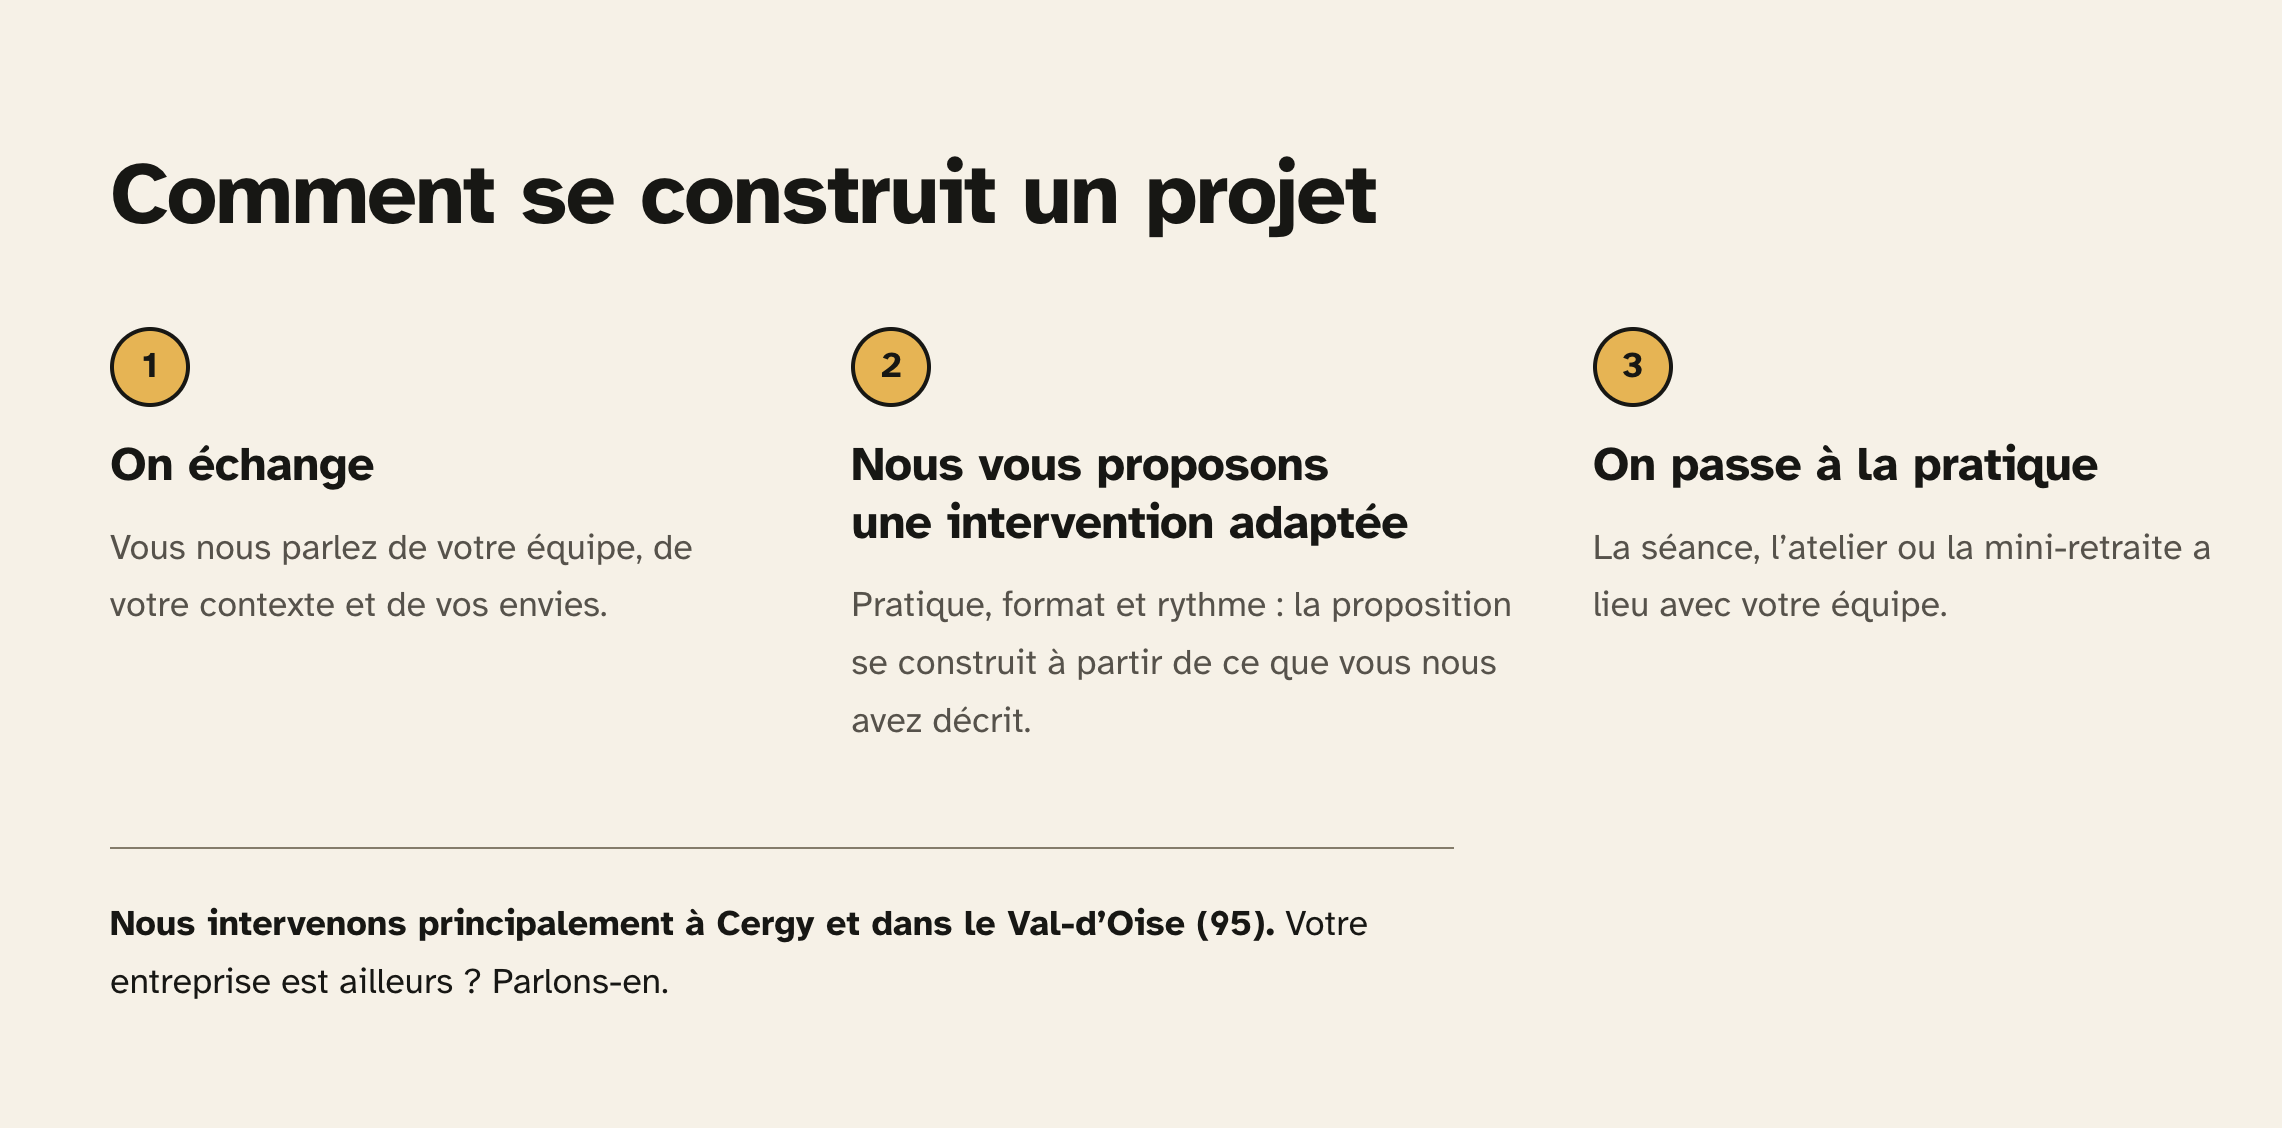 Comment se construit un projet
1
On échange
Vous nous parlez de votre équipe, de
votre contexte et de vos envies.
2
Nous vous proposons
une intervention adaptée
Pratique, format et rythme : la proposition
se construit à partir de ce que vous nous
avez décrit.
3
On passe à la pratique
La séance, l’atelier ou la mini-retraite a
lieu avec votre équipe.
Nous intervenons principalement à Cergy et dans le Val-d’Oise (95). Votre
entreprise est ailleurs ? Parlons-en.